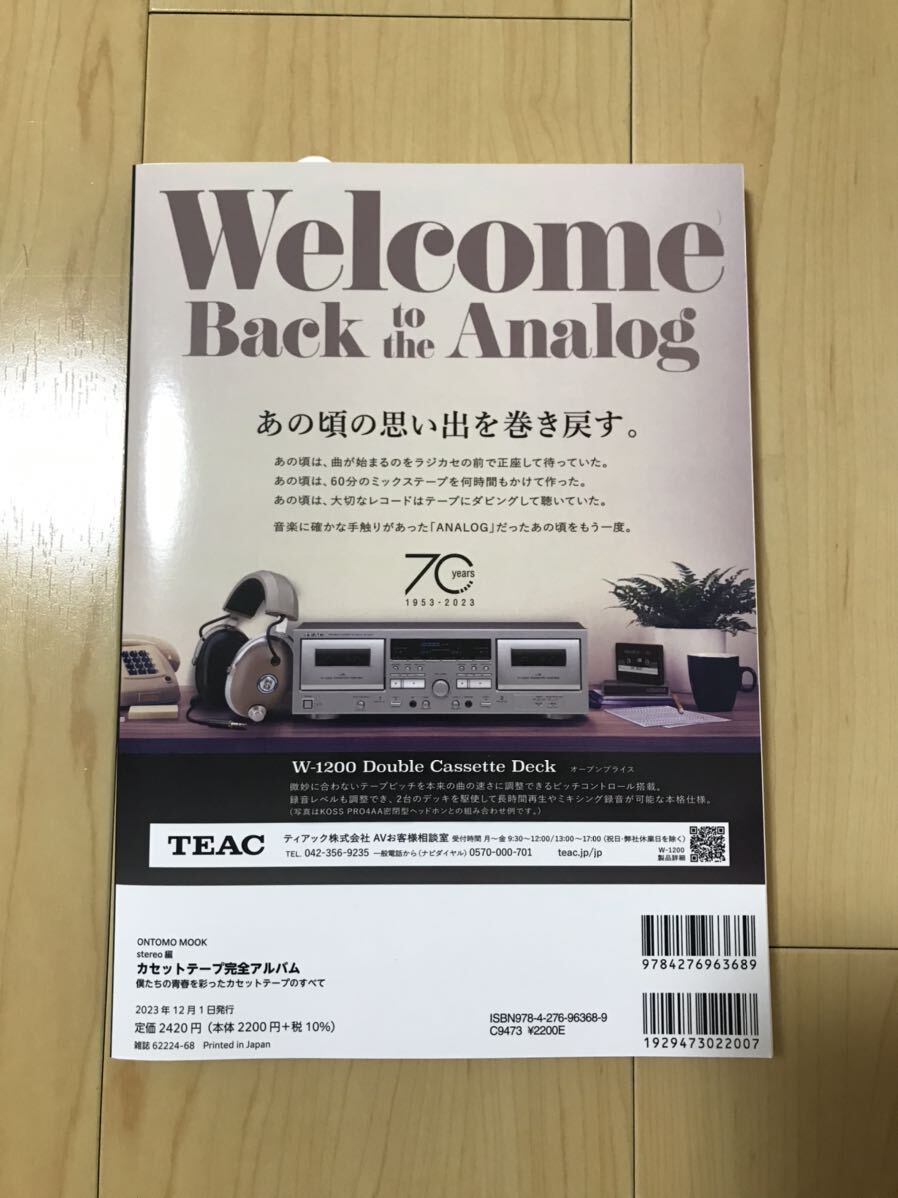 Welcome
Back to the Analog
あの頃の思い出を巻き戻す。
あの頃は、曲が始まるのをラジカセの前で正座して待っていた。
あの頃は、60分のミックステープを何時間もかけて作った。
あの頃は、大切なレコードはテープにダビングして聴いていた。
音楽に確かな手触りがあった「ANALOG」だったあの頃をもう一度。
70 years
1953-2023
TEAC
W-1200 Double Cassette Deck オープンプライス
微妙に合わないテープピッチを本来の曲の速さに調整できるピッチコントロール搭載。
録音レベルも調整でき、2台のデッキを駆使して長時間再生やミキシング録音が可能な本格仕様。
(写真はKOSS PRO4AA密閉型ヘッドホンとの組み合わせ例です。)
TEAC
ティアック株式会社 AVお客様相談室 受付時間 月〜金 9:30〜12:00/13:00〜17:00 (祝日・弊社休業日を除く)
TEL. 042-356-9235 一般電話から(ナビダイヤル) 0570-000-701 teac.jp/jp
W-1200
製品詳細
ONTOMO MOOK
stereo編
カセットテープ完全アルバム
僕たちの青春を彩ったカセットテープのすべて
2023年12月1日発行
定価2420円(本体2200円+税10%)
雑誌62224-68 Printed in Japan
ISBN978-4-276-96368-9
C9473 ¥2200E
9784276963689
1929473022007